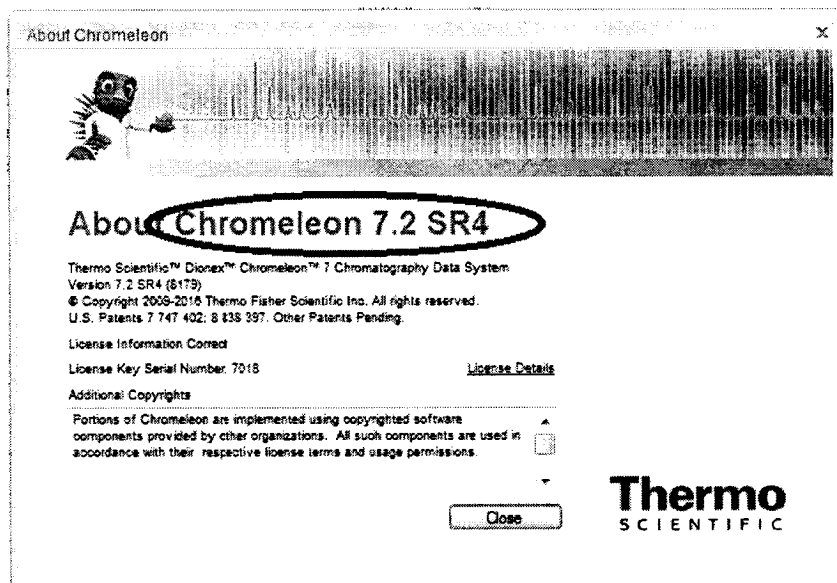 About Chromeleon
x
About Chromeleon 7.2 SR4
Thermo Scientific™ Dionex™ Chromeleon™ 7 Chromatography Data System
Version 7.2 SR4 (8179)
© Copyright 2009-2016 Thermo Fisher Scientific Inc. All rights reserved.
U.S. Patents 7 747 402; 8 838 397. Other Patents Pending.
License Information Correct
License Key Serial Number: 7018
License Details
Additional Copyrights
Portions of Chromeleon are implemented using copyrighted software
components provided by other organizations. All such components are used in
accordance with their respective license terms and usage permissions.
Close
Thermo
SCIENTIFIC